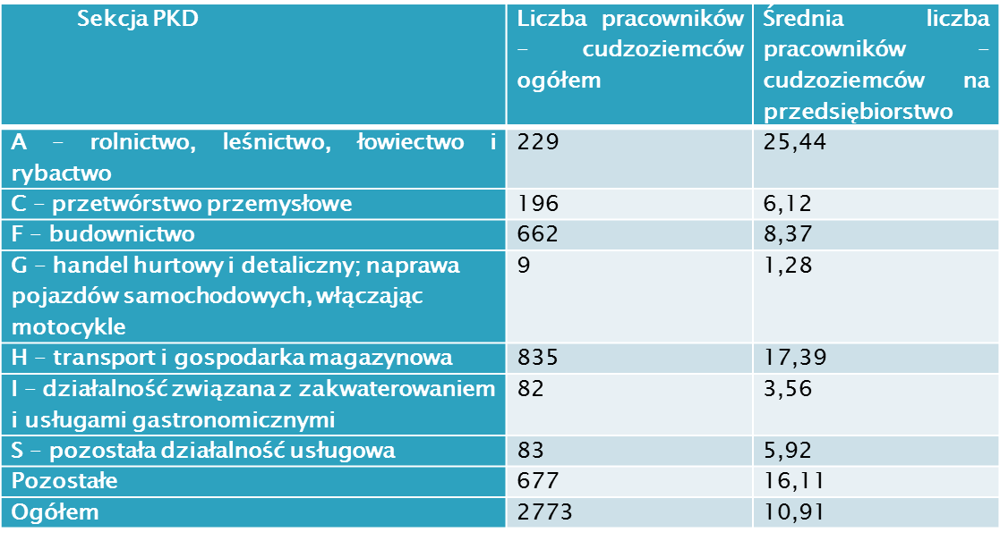 Sekcja PKD
Liczba pracowników
– cudzoziemców
ogółem
Średnia liczba
pracowników –
cudzoziemców na
przedsiębiorstwo
A – rolnictwo, leśnictwo, łowiectwo i
rybactwo
229
25,44
C – przetwórstwo przemysłowe
196
6,12
F – budownictwo
662
8,37
G – handel hurtowy i detaliczny; naprawa
pojazdów samochodowych, włączając
motocykle
9
1,28
H – transport i gospodarka magazynowa
835
17,39
I – działalność związana z zakwaterowaniem
i usługami gastronomicznymi
82
3,56
S – pozostała działalność usługowa
83
5,92
Pozostałe
677
16,11
Ogółem
2773
10,91